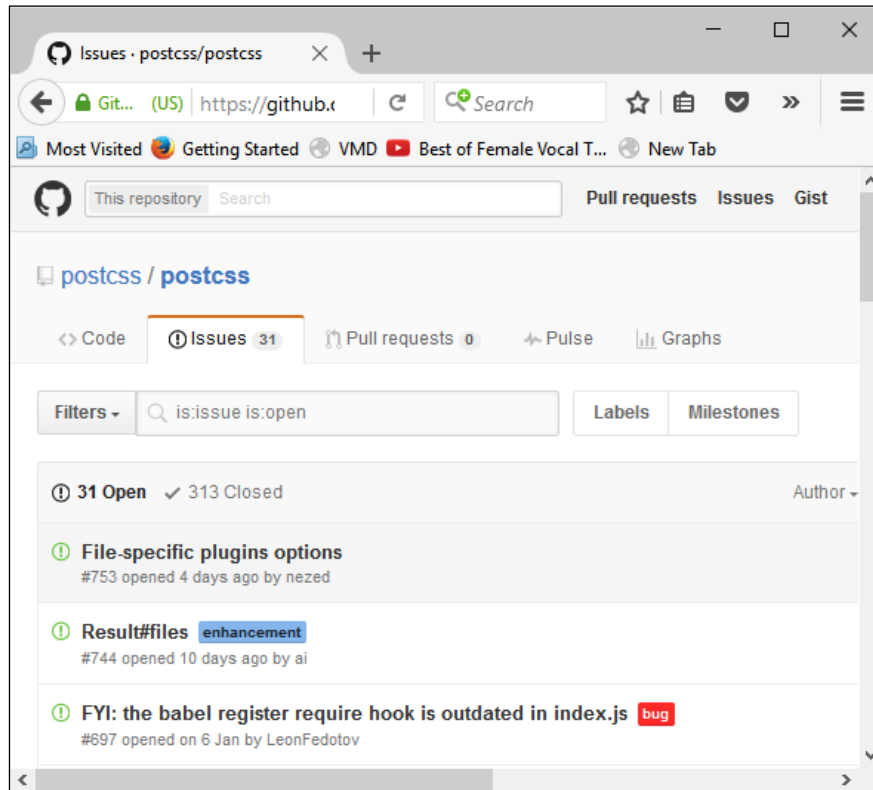 Issues · postcss/postcss
Git... (US) https://github.c Search
Most Visited Getting Started VMD Best of Female Vocal T... New Tab
This repository Search Pull requests Issues Gist
postcss / postcss
Code Issues 31 Pull requests 0 Pulse Graphs
Filters is:issue is:open Labels Milestones
31 Open 313 Closed Author
File-specific plugins options
#753 opened 4 days ago by nezed
Result#files enhancement
#744 opened 10 days ago by ai
FYI: the babel register require hook is outdated in index.js bug
#697 opened on 6 Jan by LeonFedotov